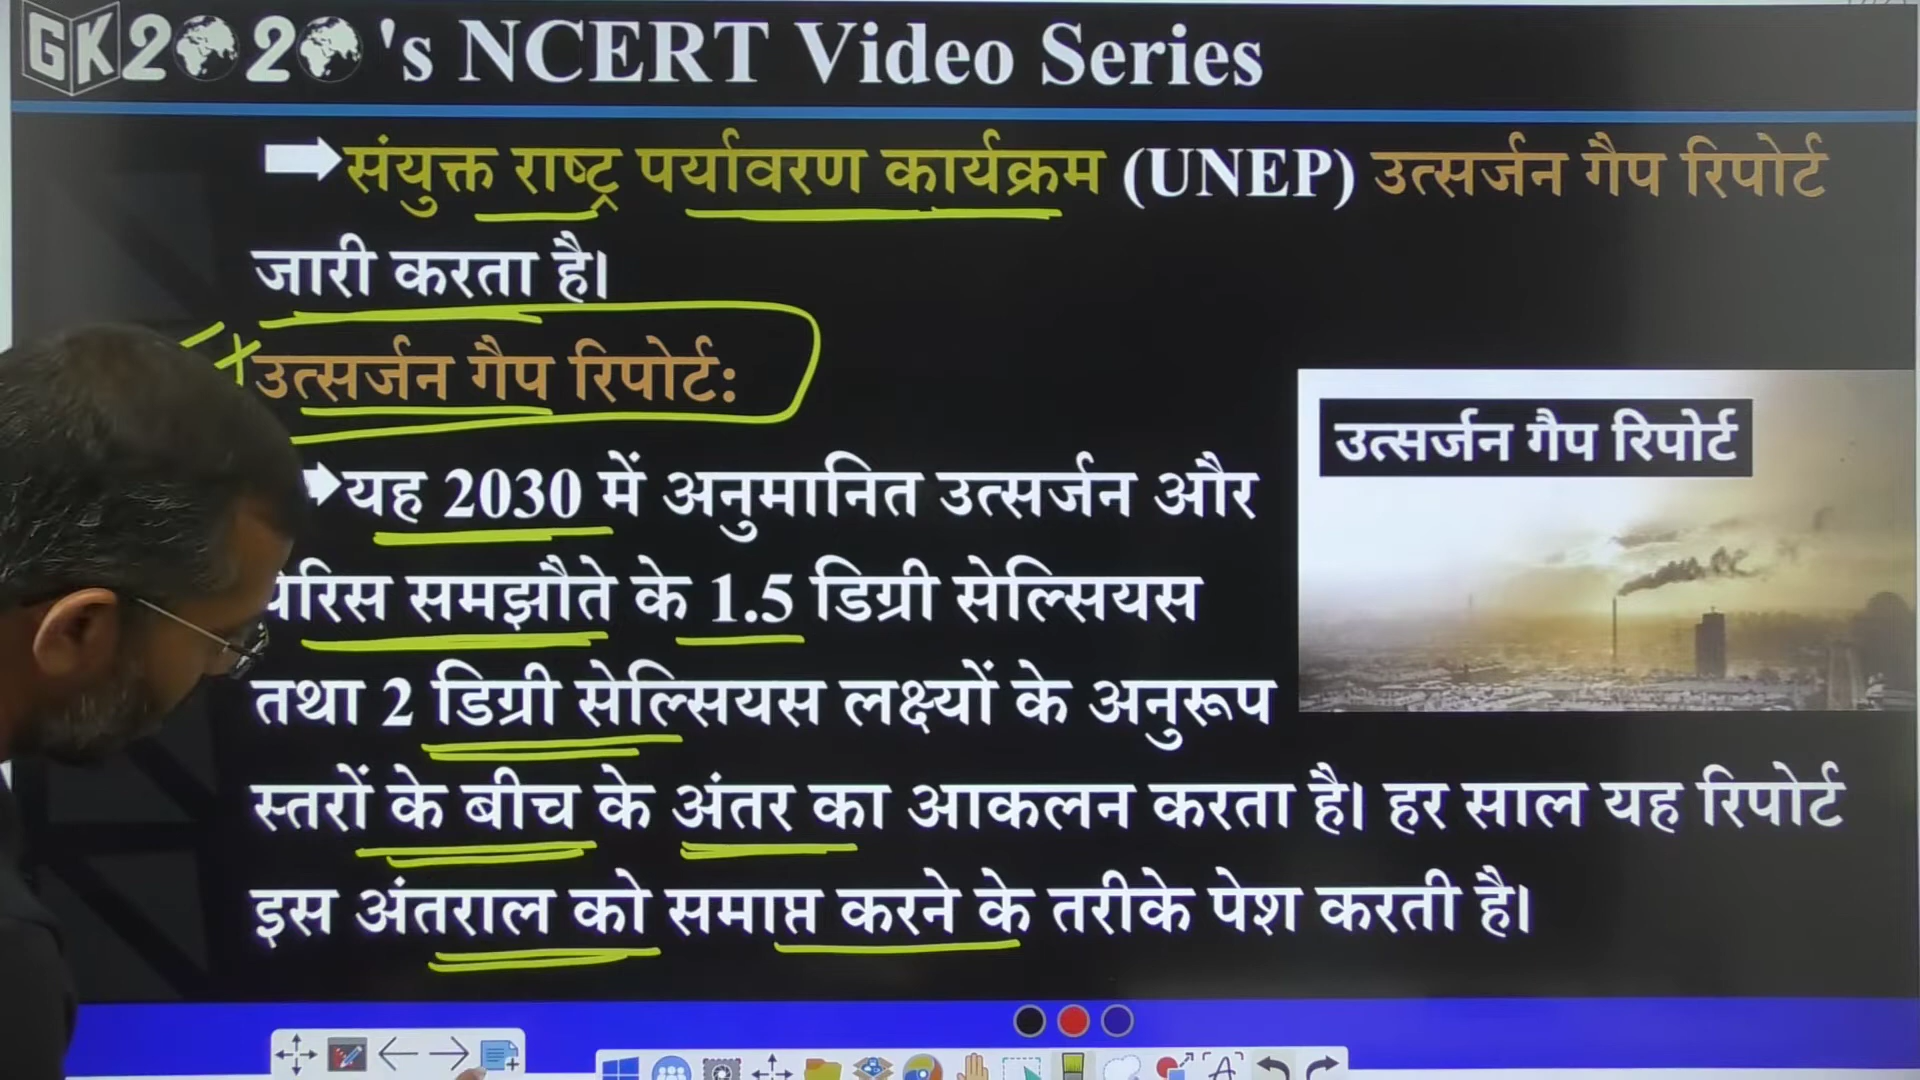 GK2020's NCERT Video Series
संयुक्त राष्ट्र पर्यावरण कार्यक्रम (UNEP) उत्सर्जन गैप रिपोर्ट
जारी करता है।
उत्सर्जन गैप रिपोर्ट:
यह 2030 में अनुमानित उत्सर्जन और
पेरिस समझौते के 1.5 डिग्री सेल्सियस
तथा 2 डिग्री सेल्सियस लक्ष्यों के अनुरूप
स्तरों के बीच के अंतर का आकलन करता है। हर साल यह रिपोर्ट
इस अंतराल को समाप्त करने के तरीके पेश करती है।
उत्सर्जन गैप रिपोर्ट